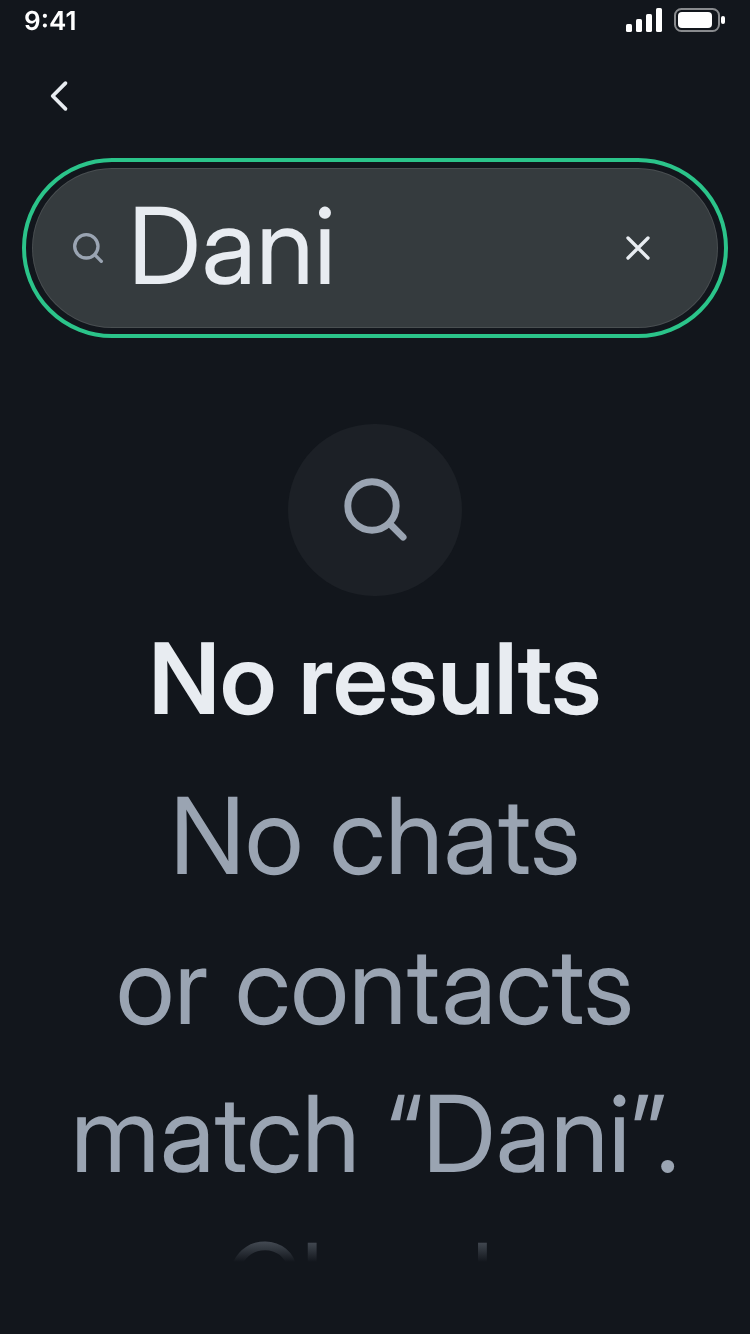 9:41
Dani
No results
No chats
or contacts
match “Dani”.